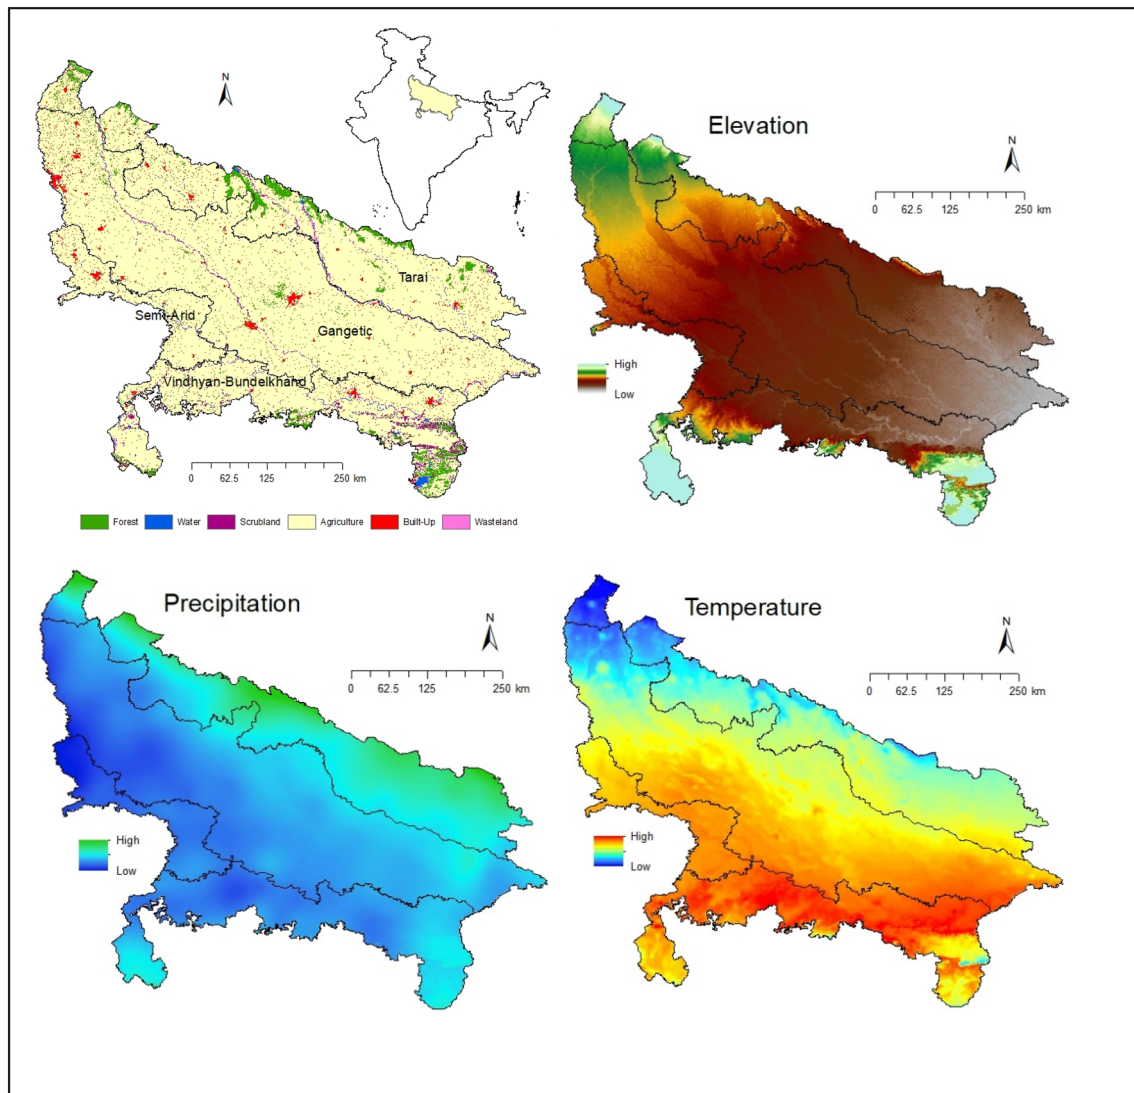 N
Tarai
Semi-Arid
Gangetic
Vindhyan-Bundelkhand
0 62.5 125 250 km
Forest Water Scrubland Agriculture Built-Up Wasteland
Elevation
N
0 62.5 125 250 km
High
Low
Precipitation
N
0 62.5 125 250 km
High
Low
Temperature
N
0 62.5 125 250 km
High
Low